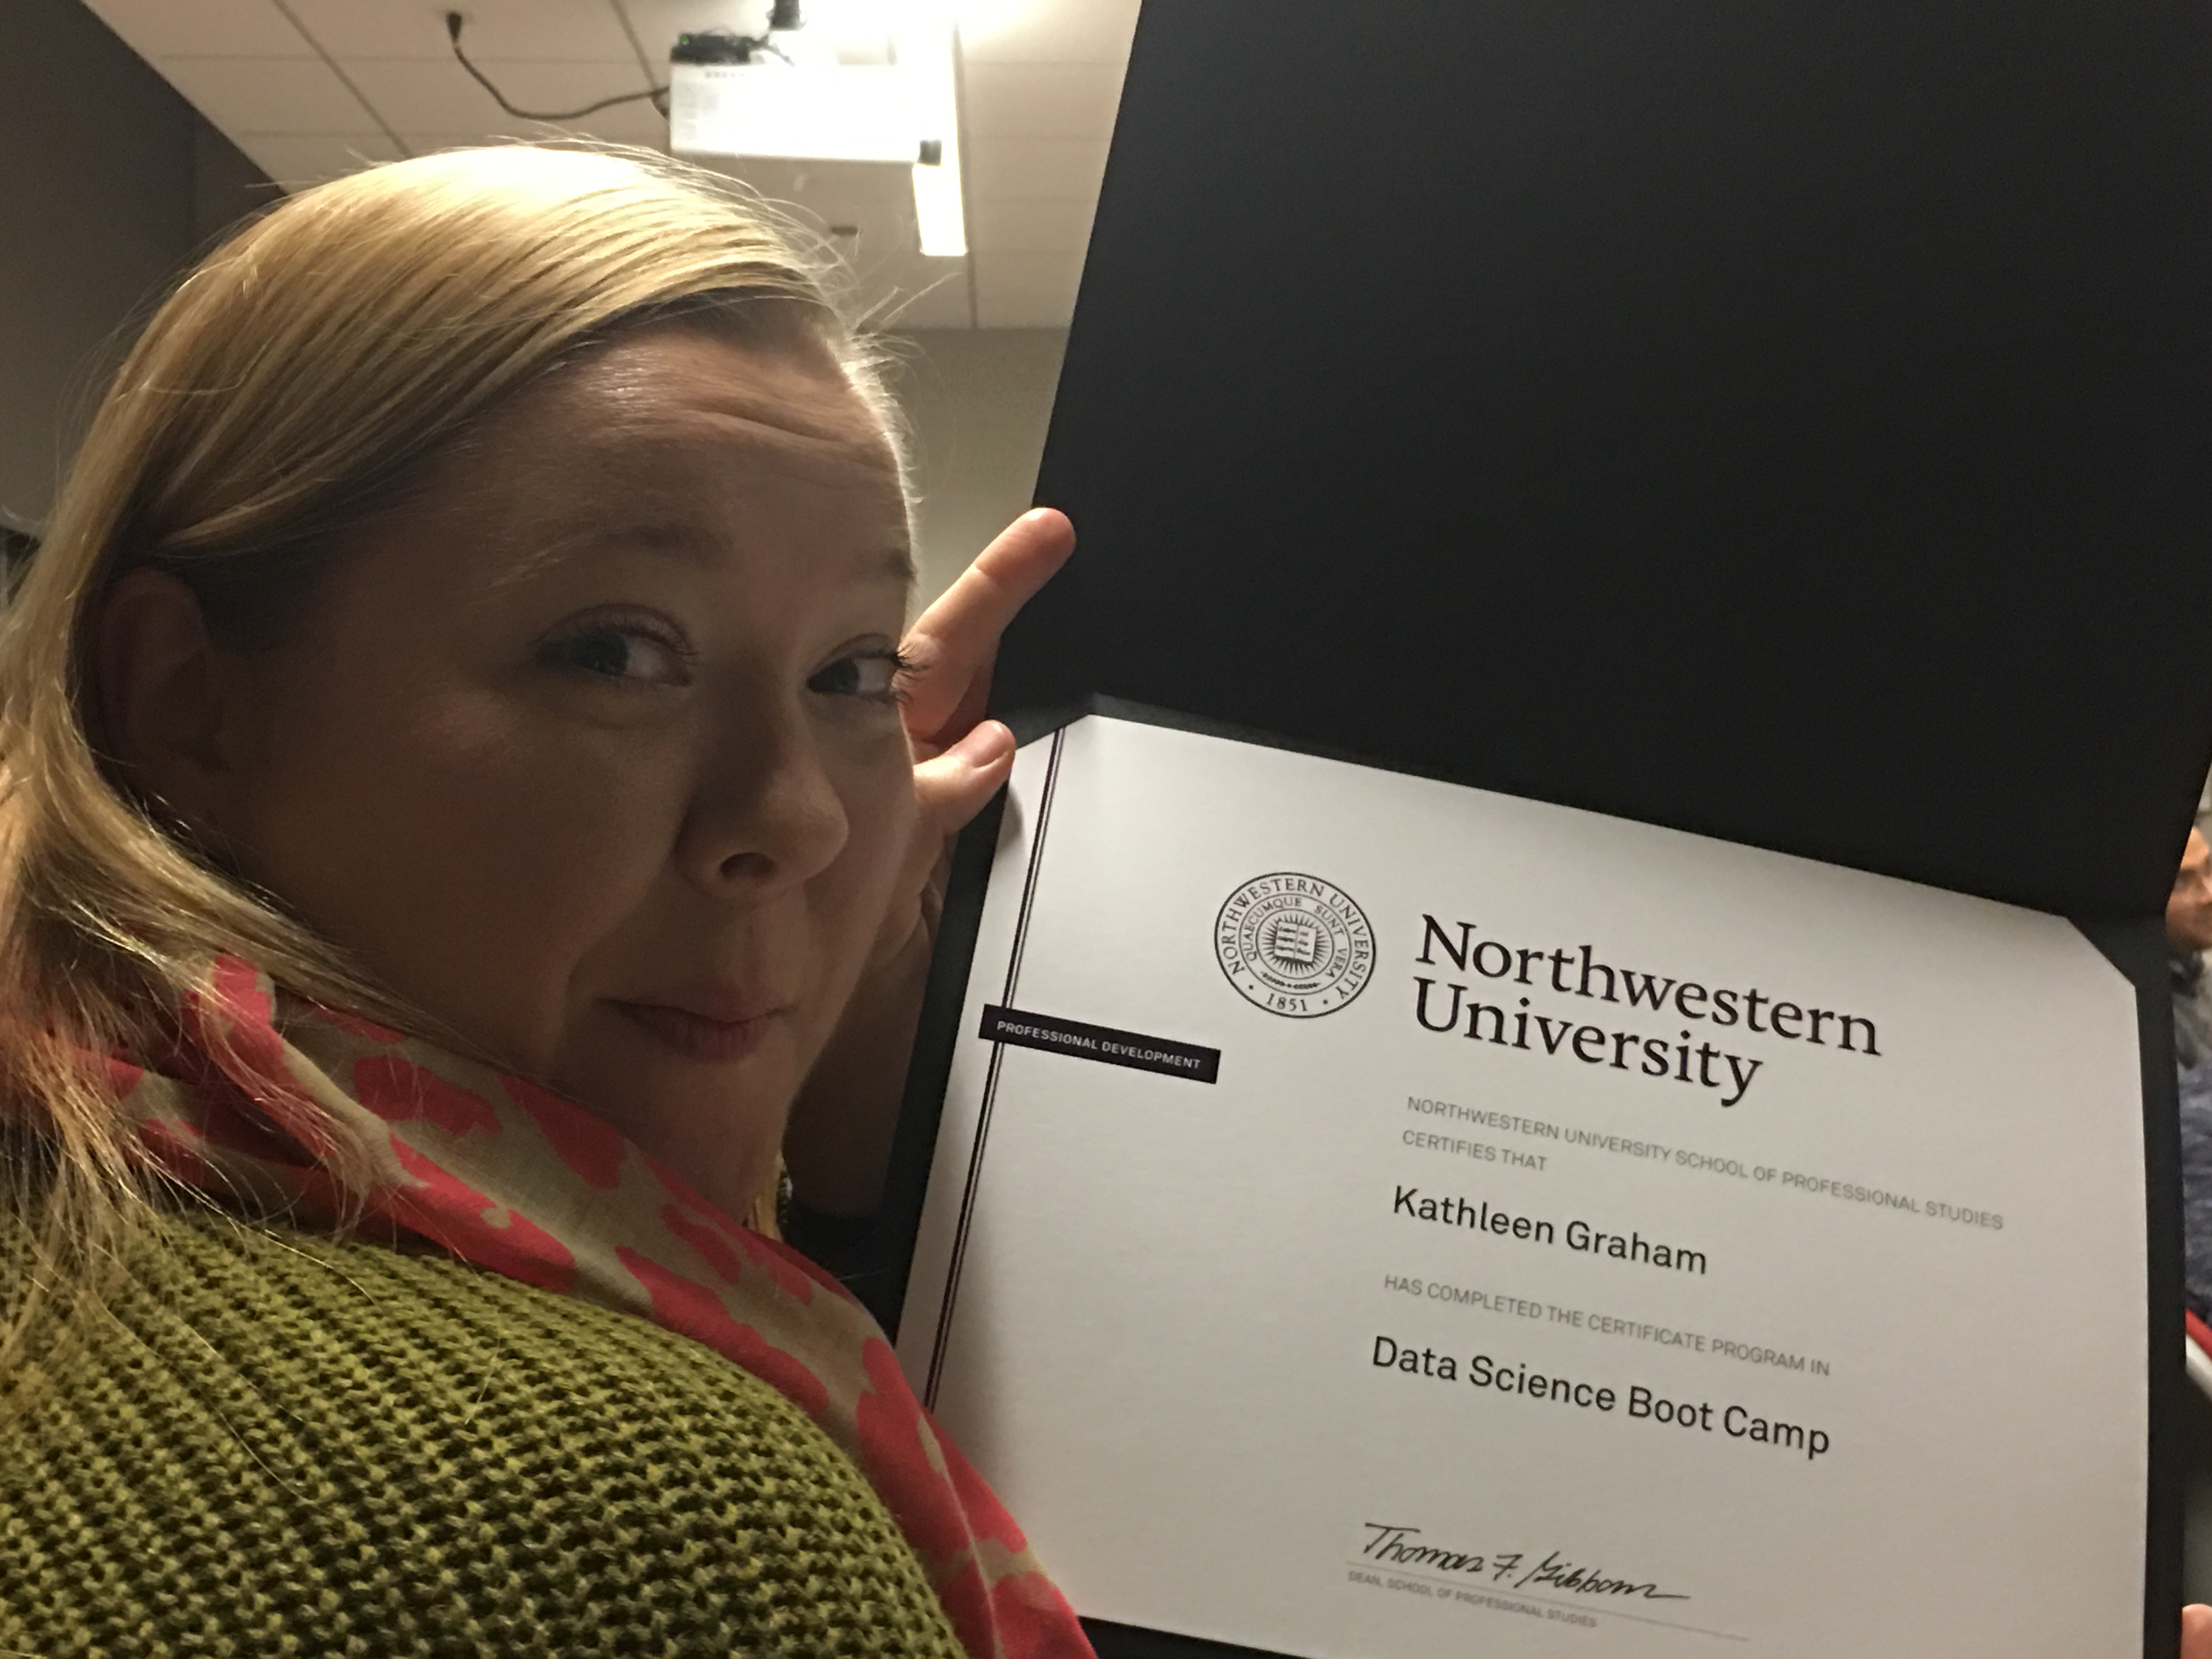 NORTHWESTERN UNIVERSITY
QUAECUMQUE SUNT VERA
1851
Northwestern
University
PROFESSIONAL DEVELOPMENT
NORTHWESTERN UNIVERSITY SCHOOL OF PROFESSIONAL STUDIES
CERTIFIES THAT
Kathleen Graham
HAS COMPLETED THE CERTIFICATE PROGRAM IN
Data Science Boot Camp
Thomas F. Gibbons
DEAN, SCHOOL OF PROFESSIONAL STUDIES